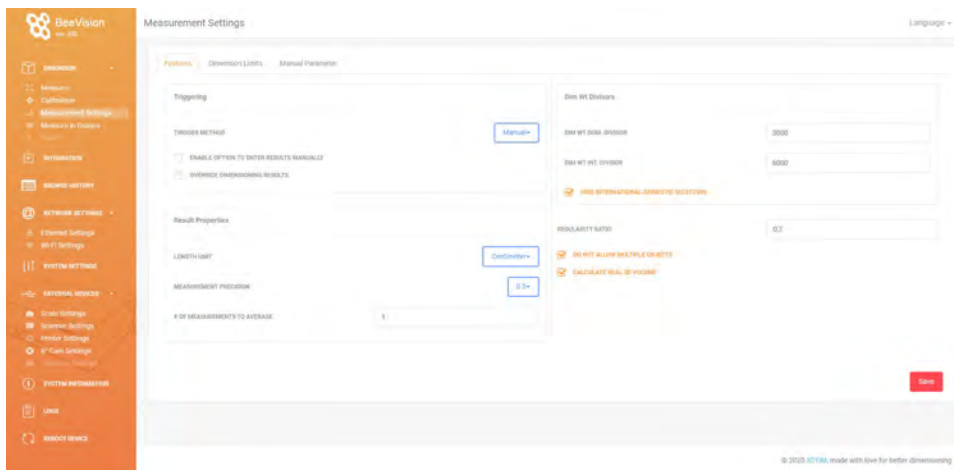 BeeVision
Measurement Settings
Language
DIMENSION
Measure
Calibration
Measurement Settings
INTEGRATION
BROWSE HISTORY
NETWORK SETTINGS
Ethernet Settings
Wi-Fi Settings
SYSTEM SETTINGS
EXTERNAL DEVICES
Scale Settings
Scanner Settings
Printer Settings
IP Cam Settings
SYSTEM INFORMATION
LOGS
REBOOT DEVICE
Features
Dimension Limits
Manual Parameter
Triggering
TRIGGER METHOD
Manual
ENABLE OPTION TO ENTER RESULTS MANUALLY
OVERRIDE DIMENSIONING RESULTS
Result Properties
LENGTH UNIT
Centimeter
MEASUREMENT PRECISION
0.5
# OF MEASUREMENTS TO AVERAGE
Dim Wt Divisors
DIM WT DOM. DIVISOR
DIM WT INT. DIVISOR
6000
HIDE INTERNATIONAL-DOMESTIC SELECTION
REGULARITY RATIO
0.7
DO NOT ALLOW MULTIPLE OBJECTS
CALCULATE REAL 3D VOLUME
Save
© 2020 made with love for better dimensioning